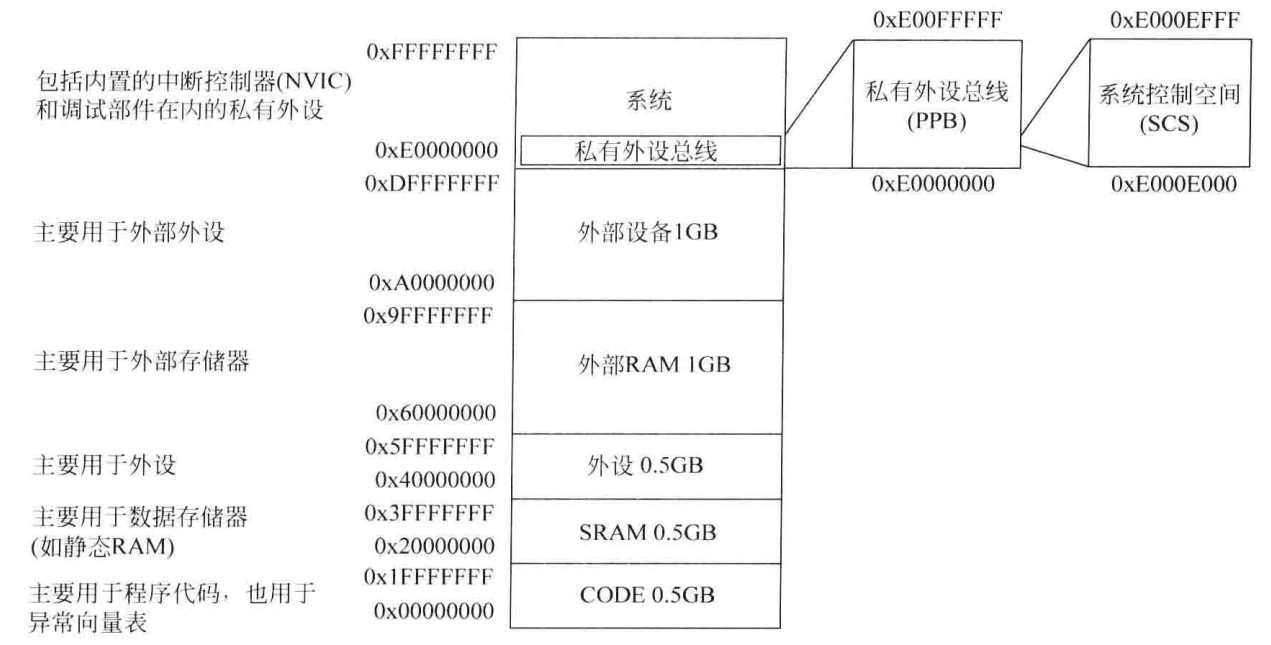 0xE00FFFFF
0xE000EFFF
0xFFFFFFFF
包括内置的中断控制器(NVIC)
和调试部件在内的私有外设
系统
私有外设总线
(PPB)
系统控制空间
(SCS)
0xE0000000
私有外设总线
0xDFFFFFFF
0xE0000000
0xE000E000
主要用于外部外设
外部设备1GB
0xA0000000
0x9FFFFFFF
主要用于外部存储器
外部RAM 1GB
0x60000000
0x5FFFFFFF
主要用于外设
外设 0.5GB
0x40000000
主要用于数据存储器
(如静态RAM)
0x3FFFFFFF
SRAM 0.5GB
0x20000000
0x1FFFFFFF
主要用于程序代码，也用于
异常向量表
CODE 0.5GB
0x00000000